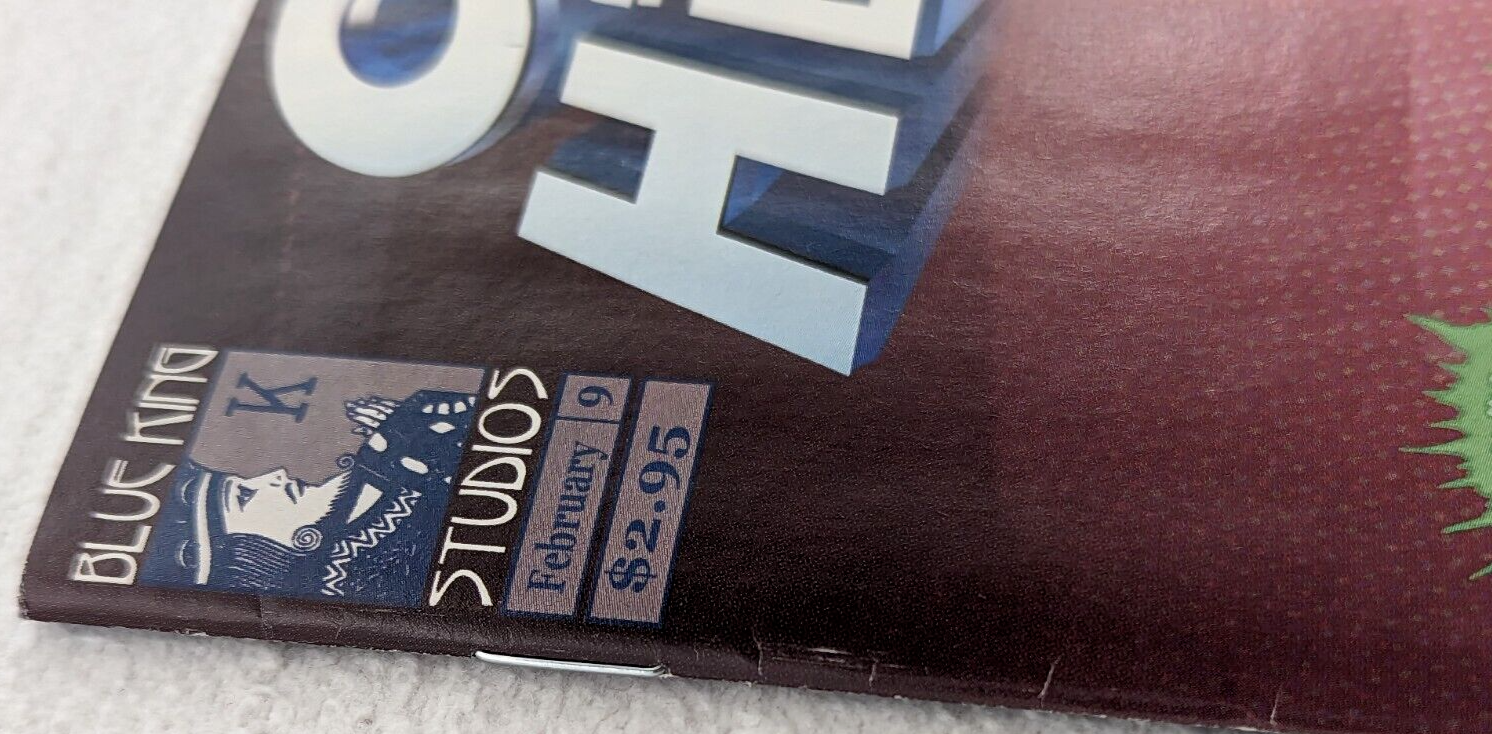 BLUE KING
K
STUDIOS
February 9
$2.95
H